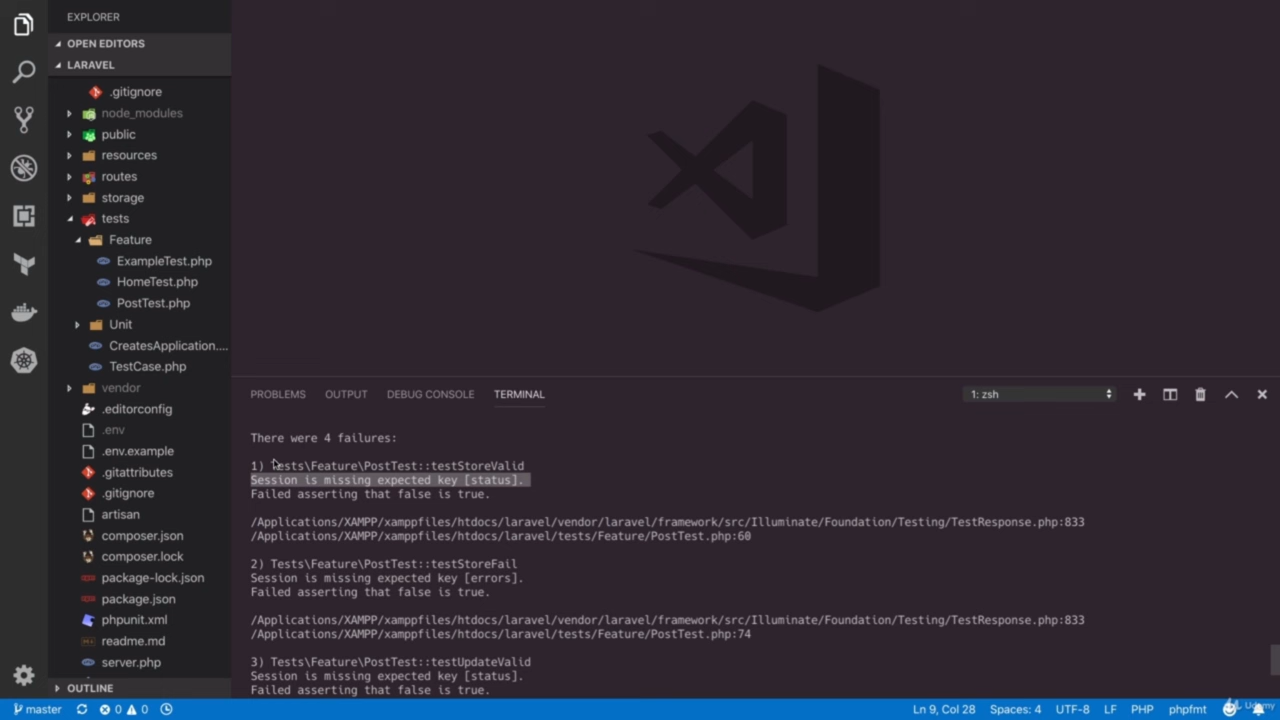 EXPLORER
OPEN EDITORS
LARAVEL
.gitignore
node_modules
public
resources
routes
storage
tests
Feature
ExampleTest.php
HomeTest.php
PostTest.php
Unit
CreatesApplication....
TestCase.php
vendor
.editorconfig
.env
.env.example
.gitattributes
.gitignore
artisan
composer.json
composer.lock
package-lock.json
package.json
phpunit.xml
readme.md
server.php
OUTLINE
PROBLEMS OUTPUT DEBUG CONSOLE TERMINAL 1: zsh
There were 4 failures:
1) Tests\Feature\PostTest::testStoreValid
Session is missing expected key [status].
Failed asserting that false is true.
/Applications/XAMPP/xamppfiles/htdocs/laravel/vendor/laravel/framework/src/Illuminate/Foundation/Testing/TestResponse.php:833
/Applications/XAMPP/xamppfiles/htdocs/laravel/tests/Feature/PostTest.php:60
2) Tests\Feature\PostTest::testStoreFail
Session is missing expected key [errors].
Failed asserting that false is true.
/Applications/XAMPP/xamppfiles/htdocs/laravel/vendor/laravel/framework/src/Illuminate/Foundation/Testing/TestResponse.php:833
/Applications/XAMPP/xamppfiles/htdocs/laravel/tests/Feature/PostTest.php:74
3) Tests\Feature\PostTest::testUpdateValid
Session is missing expected key [status].
Failed asserting that false is true.
master 0 0 Ln 9, Col 28 Spaces: 4 UTF-8 LF PHP phpfmt
Udemy